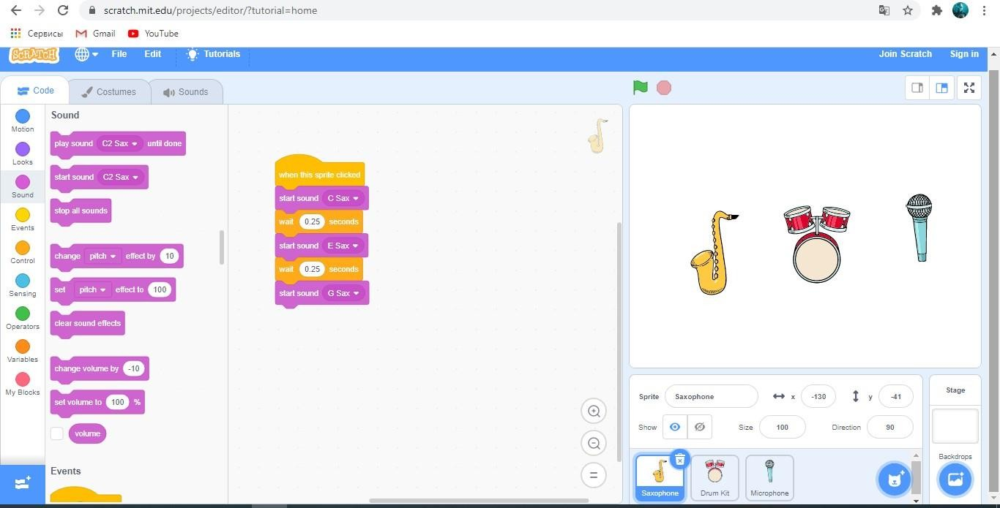 scratch.mit.edu/projects/editor/?tutorial=home
Сервисы Gmail YouTube
SCRATCH File Edit Tutorials Join Scratch Sign in
Code Costumes Sounds
Motion
Looks
Sound
Events
Control
Sensing
Operators
Variables
My Blocks
Sound
play sound C2 Sax until done
start sound C2 Sax
stop all sounds
change pitch effect by 10
set pitch effect to 100
clear sound effects
change volume by -10
set volume to 100 %
volume
Events
when this sprite clicked
start sound C Sax
wait 0.25 seconds
start sound E Sax
wait 0.25 seconds
start sound G Sax
Sprite Saxophone x -130 y -41
Show Size 100 Direction 90
Saxophone Drum Kit Microphone
Stage
Backdrops